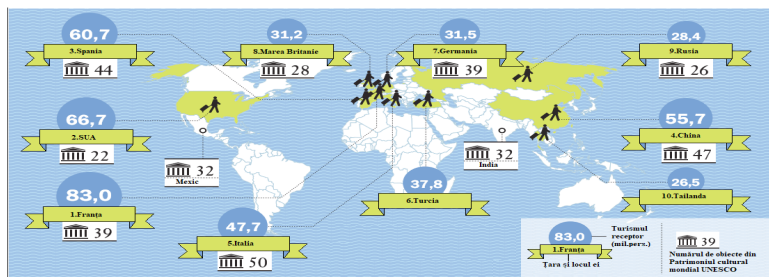 60,7
3.Spania
44
31,2
8.Marea Britanie
28
31,5
7.Germania
39
28,4
9.Rusia
26
66,7
2.SUA
22
32
Mexic
32
India
55,7
4.China
47
83,0
1.Franța
39
47,7
5.Italia
50
37,8
6.Turcia
26,5
10.Tailanda
83,0
1.Franța
Țara și locul ei
Turismul
receptor
(mil.pers.)
39
Numărul de obiecte din
Patrimoniul cultural
mondial UNESCO